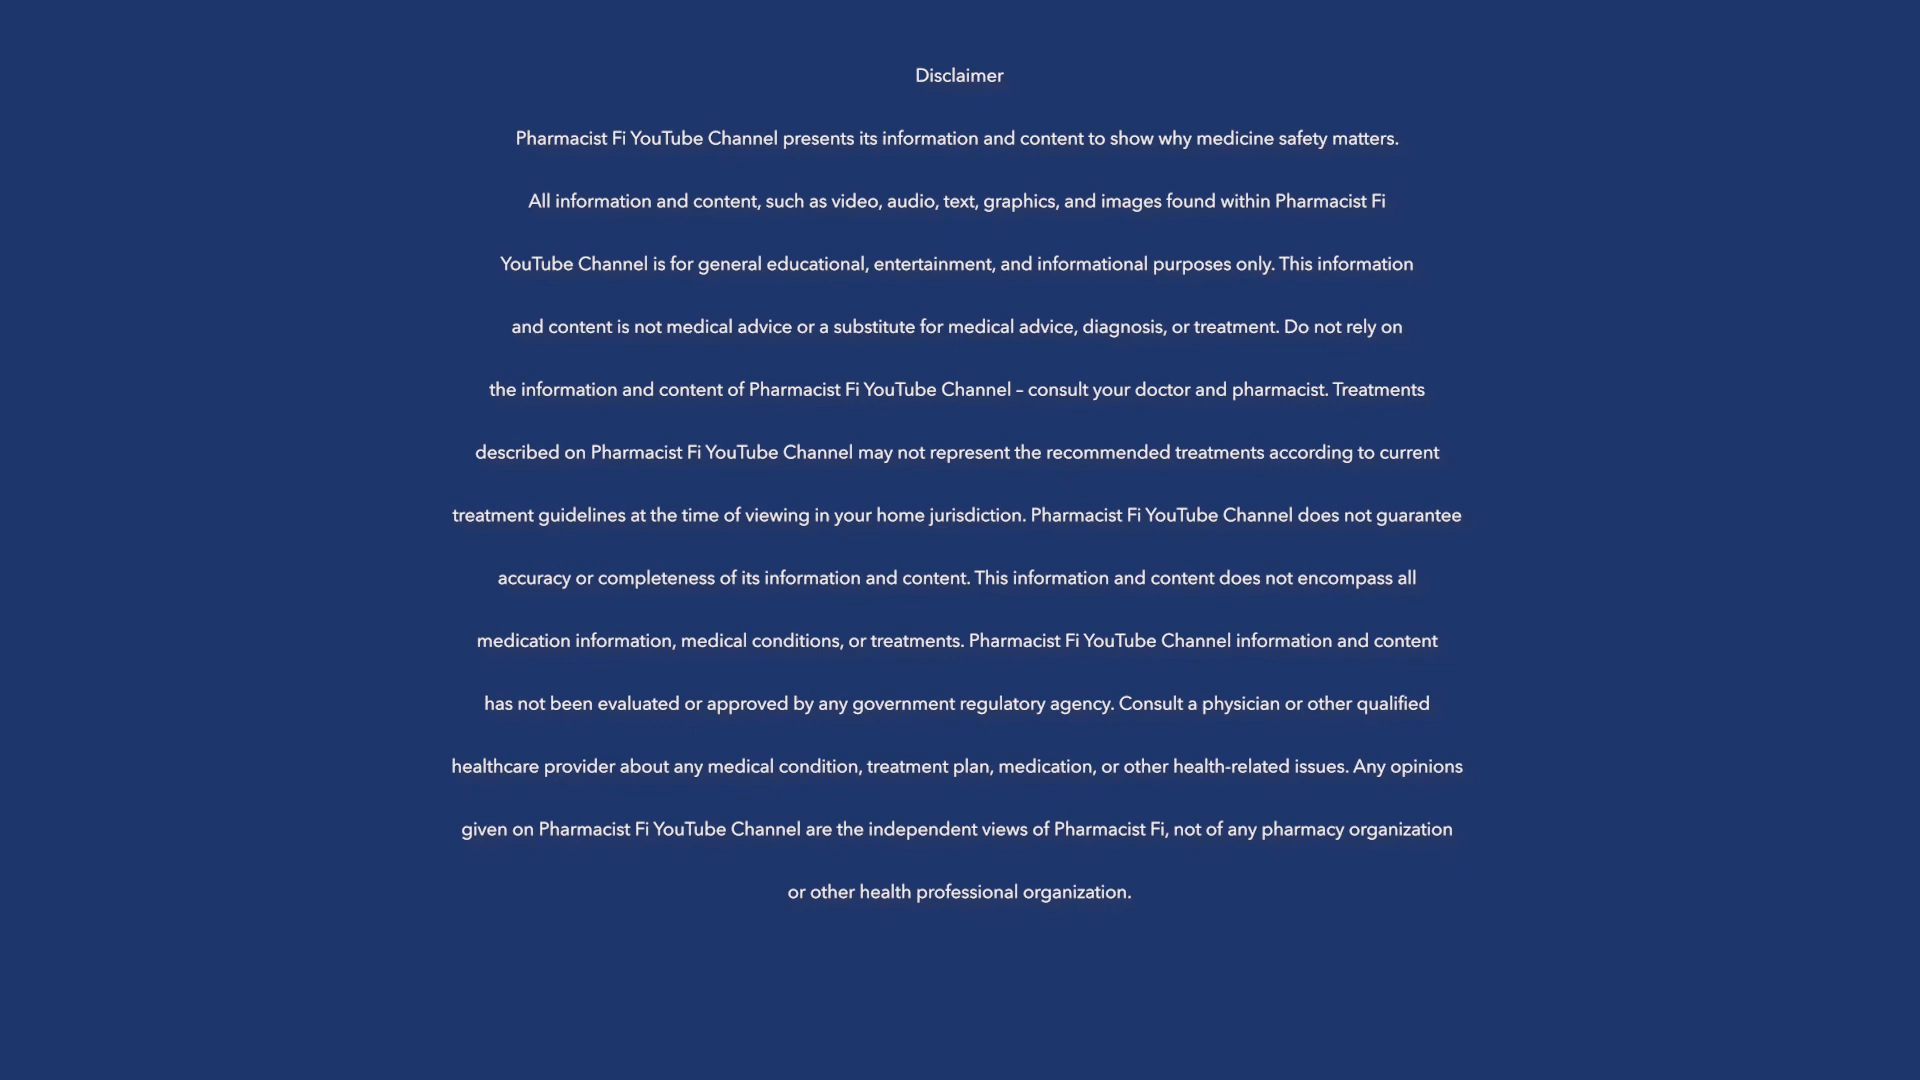 Disclaimer
Pharmacist Fi YouTube Channel presents its information and content to show why medicine safety matters.
All information and content, such as video, audio, text, graphics, and images found within Pharmacist Fi
YouTube Channel is for general educational, entertainment, and informational purposes only. This information
and content is not medical advice or a substitute for medical advice, diagnosis, or treatment. Do not rely on
the information and content of Pharmacist Fi YouTube Channel – consult your doctor and pharmacist. Treatments
described on Pharmacist Fi YouTube Channel may not represent the recommended treatments according to current
treatment guidelines at the time of viewing in your home jurisdiction. Pharmacist Fi YouTube Channel does not guarantee
accuracy or completeness of its information and content. This information and content does not encompass all
medication information, medical conditions, or treatments. Pharmacist Fi YouTube Channel information and content
has not been evaluated or approved by any government regulatory agency. Consult a physician or other qualified
healthcare provider about any medical condition, treatment plan, medication, or other health-related issues. Any opinions
given on Pharmacist Fi YouTube Channel are the independent views of Pharmacist Fi, not of any pharmacy organization
or other health professional organization.